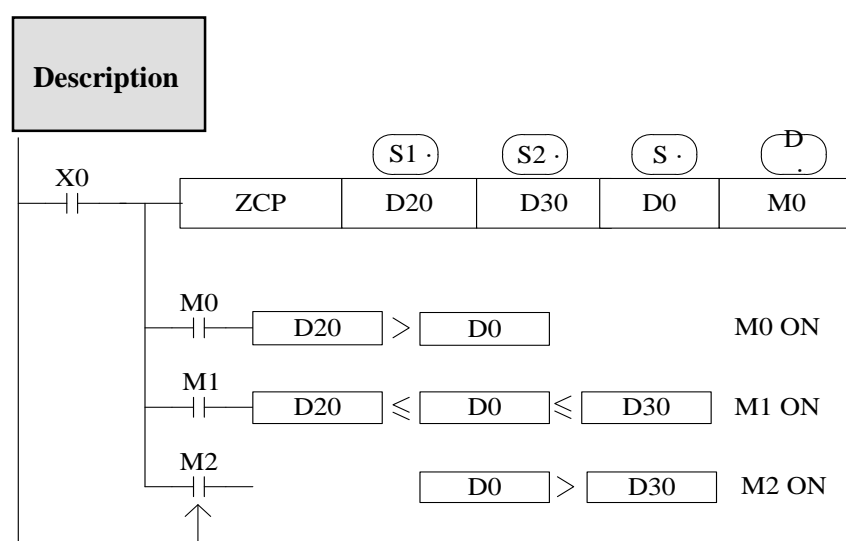 Description
S1 · S2 · S · D ·
X0
ZCP D20 D30 D0 M0
M0
D20 > D0 M0 ON
M1
D20 ≤ D0 ≤ D30 M1 ON
M2
D0 > D30 M2 ON